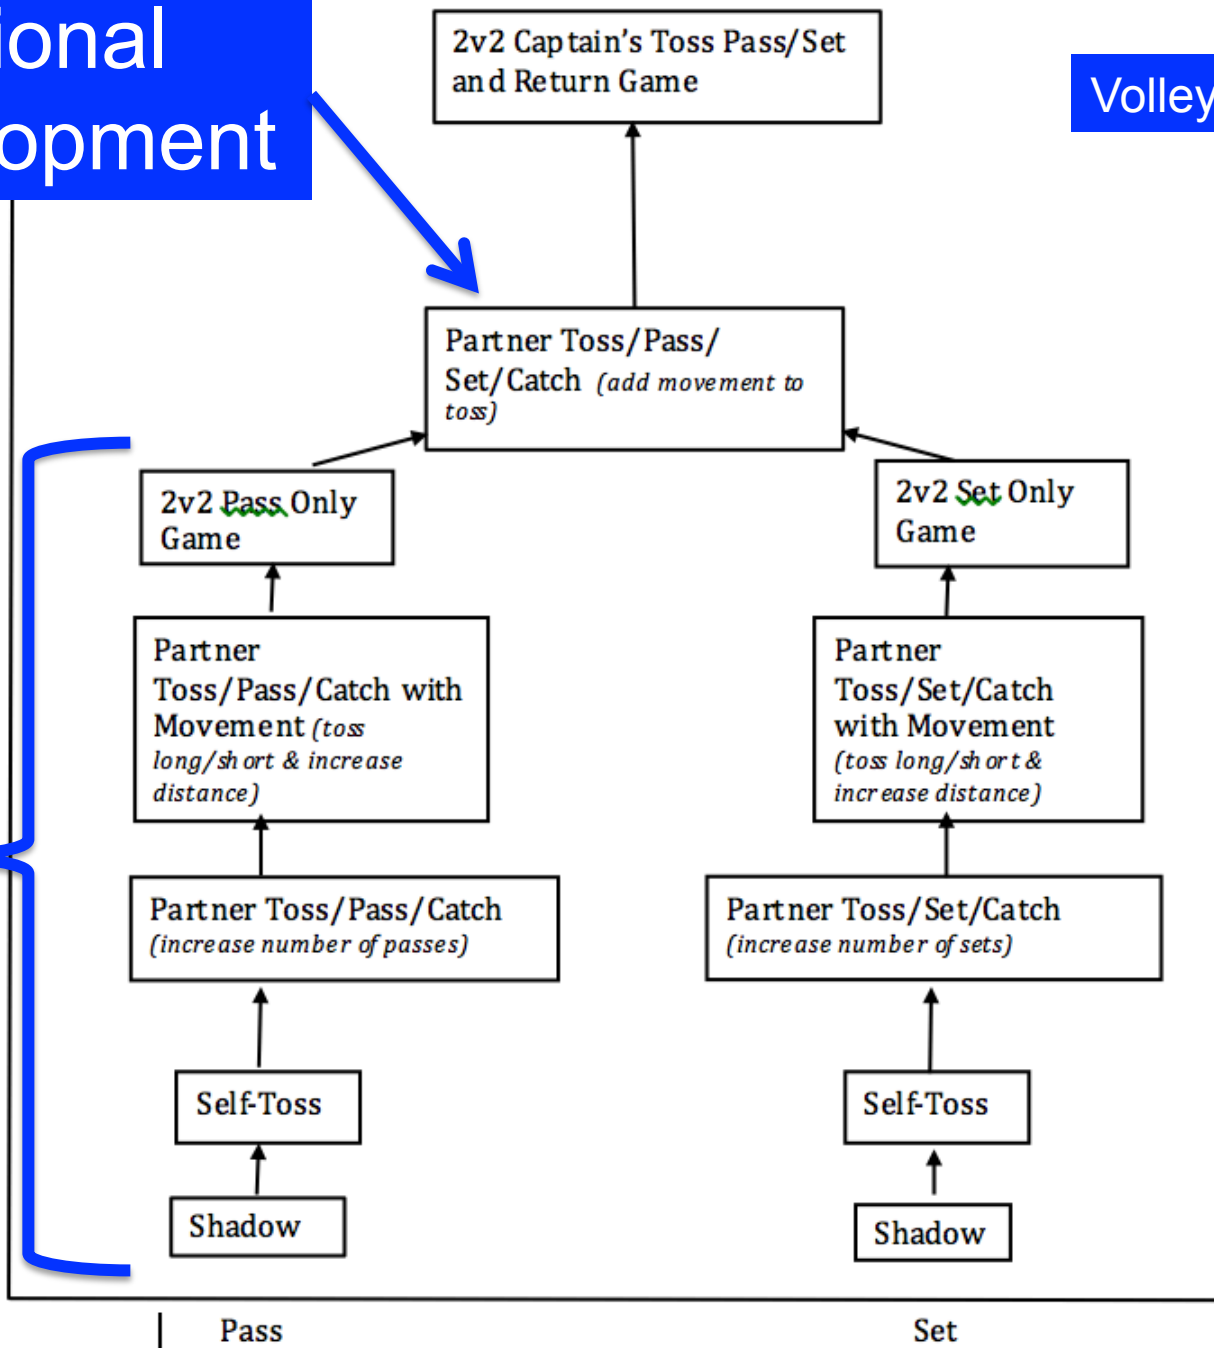 ional
opment
2v2 Captain's Toss Pass/Set
and Return Game
Volley
Partner Toss/Pass/
Set/Catch (add movement to
toss)
2v2 Pass Only
Game
2v2 Set Only
Game
Partner
Toss/Pass/Catch with
Movement (toss
long/short & increase
distance)
Partner
Toss/Set/Catch
with Movement
(toss long/short &
increase distance)
Partner Toss/Pass/Catch
(increase number of passes)
Partner Toss/Set/Catch
(increase number of sets)
Self-Toss
Self-Toss
Shadow
Shadow
Pass
Set